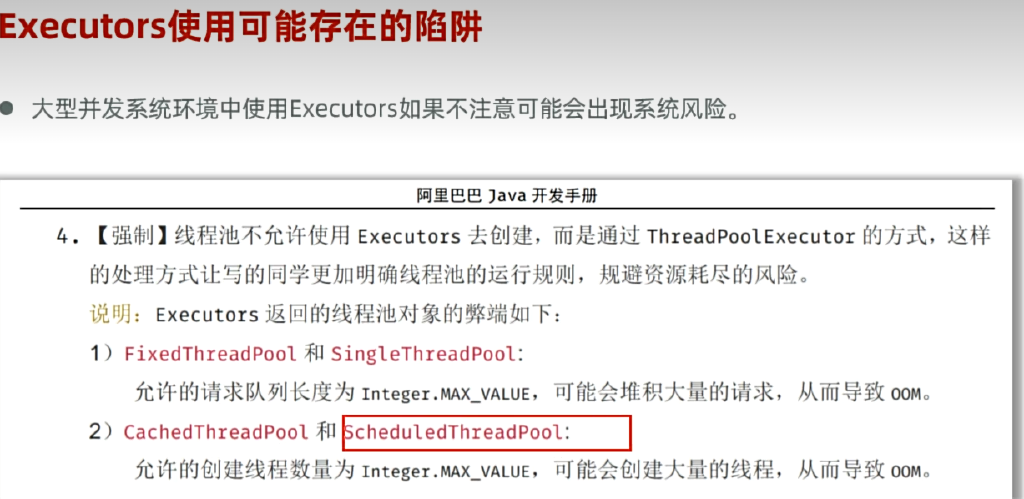 Executors使用可能存在的陷阱
大型并发系统环境中使用Executors如果不注意可能会出现系统风险。
阿里巴巴 Java 开发手册
4. 【强制】线程池不允许使用 Executors 去创建，而是通过 ThreadPoolExecutor 的方式，这样
的处理方式让写的同学更加明确线程池的运行规则，规避资源耗尽的风险。
说明：Executors 返回的线程池对象的弊端如下：
1) FixedThreadPool 和 SingleThreadPool:
允许的请求队列长度为 Integer.MAX_VALUE，可能会堆积大量的请求，从而导致 OOM。
2) CachedThreadPool 和 ScheduledThreadPool:
允许的创建线程数量为 Integer.MAX_VALUE，可能会创建大量的线程，从而导致 OOM。